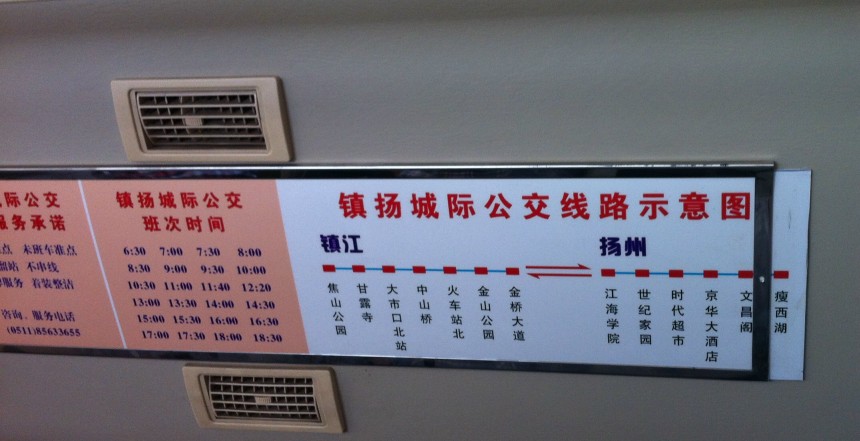 际公交
服务承诺
点 末班车准点
留站 不串线
服务 着装整洁
咨询、服务电话
(0511)85633655
镇扬城际公交
班次时间
6:30 7:00 7:30 8:00
8:30 9:00 9:30 10:00
10:30 11:00 11:40 12:20
13:00 13:30 14:00 14:30
15:00 15:30 16:00 16:30
17:00 17:30 18:00 18:30
镇扬城际公交线路示意图
镇江
扬州
焦山公园
甘露寺
大市口北站
中山桥
火车站北
金山公园
金桥大道
江海学院
世纪家园
时代超市
京华大酒店
文昌阁
瘦西湖